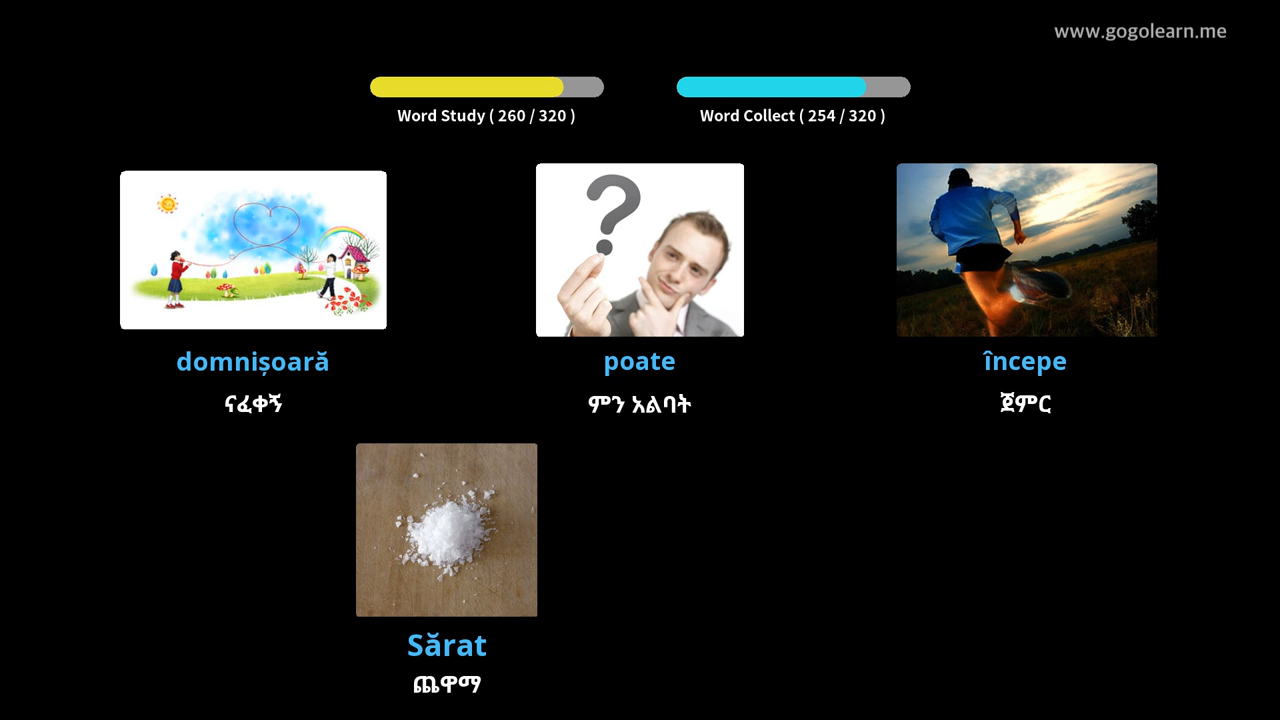 www.gogolearn.me
Word Study ( 260 / 320 )
Word Collect ( 254 / 320 )
domnișoară
ናፈቀኝ
poate
ምን አልባት
începe
ጀምር
Sărat
ጨዋማ